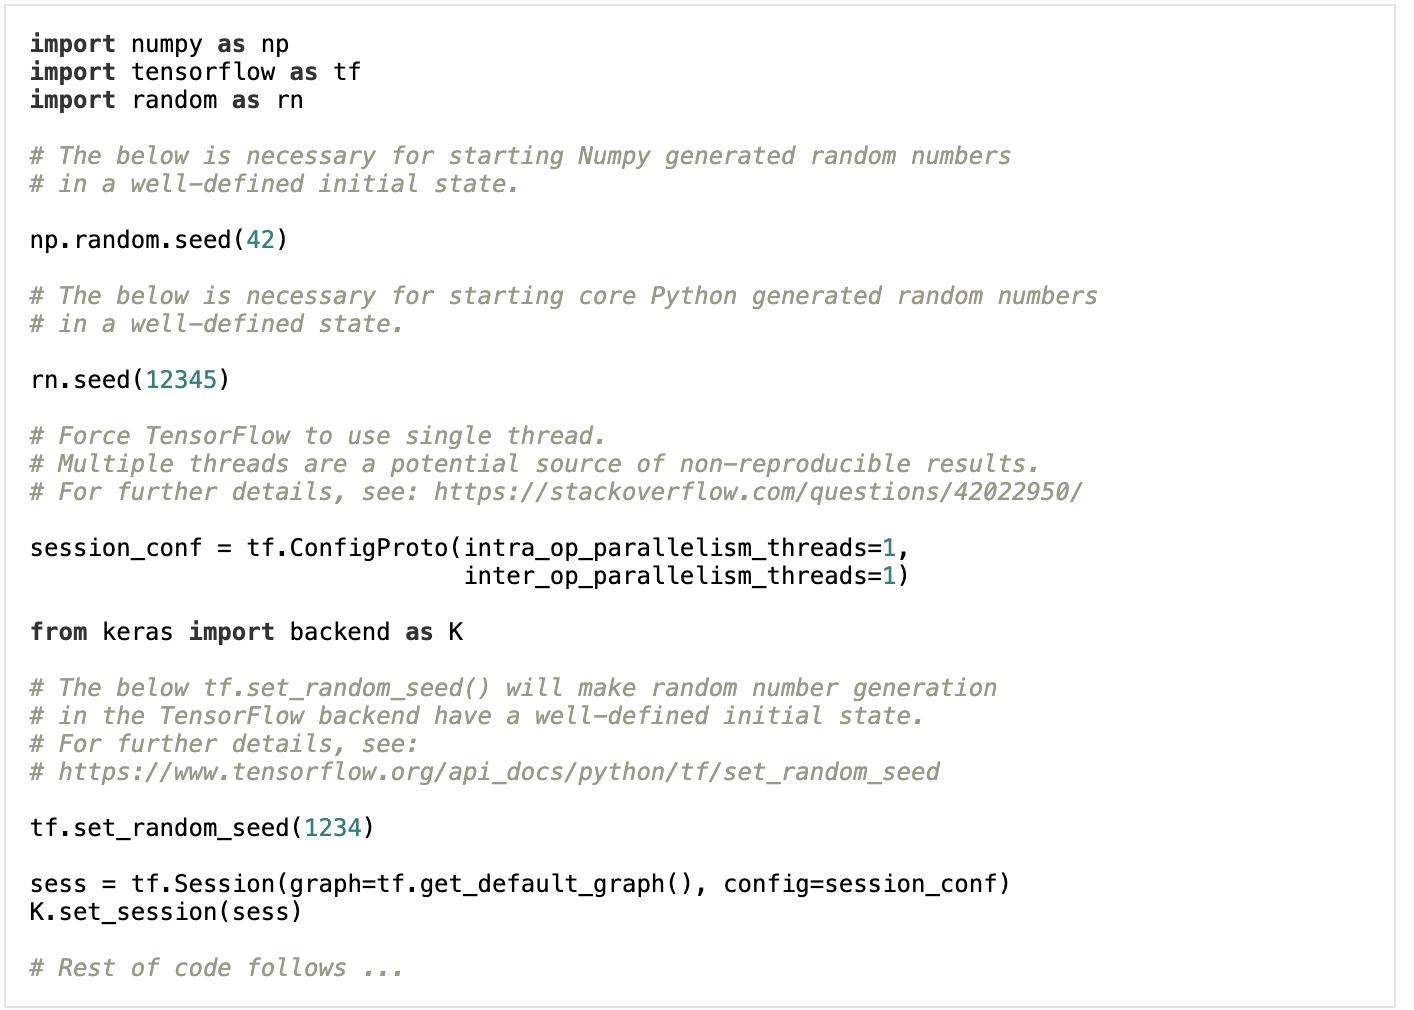 import numpy as np
import tensorflow as tf
import random as rn
# The below is necessary for starting Numpy generated random numbers
# in a well-defined initial state.
np.random.seed(42)
# The below is necessary for starting core Python generated random numbers
# in a well-defined state.
rn.seed(12345)
# Force TensorFlow to use single thread.
# Multiple threads are a potential source of non-reproducible results.
# For further details, see: https://stackoverflow.com/questions/42022950/
session_conf = tf.ConfigProto(intra_op_parallelism_threads=1,
                              inter_op_parallelism_threads=1)
from keras import backend as K
# The below tf.set_random_seed() will make random number generation
# in the TensorFlow backend have a well-defined initial state.
# For further details, see:
# https://www.tensorflow.org/api_docs/python/tf/set_random_seed
tf.set_random_seed(1234)
sess = tf.Session(graph=tf.get_default_graph(), config=session_conf)
K.set_session(sess)
# Rest of code follows ...